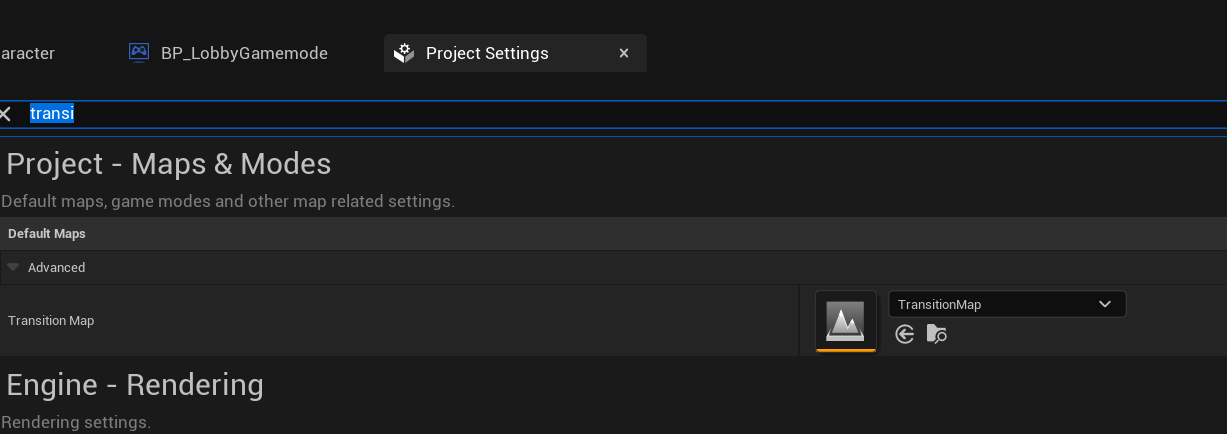 aracter BP_LobbyGamemode Project Settings
transi
Project - Maps & Modes
Default maps, game modes and other map related settings.
Default Maps
Advanced
Transition Map
TransitionMap
Engine - Rendering
Rendering settings.